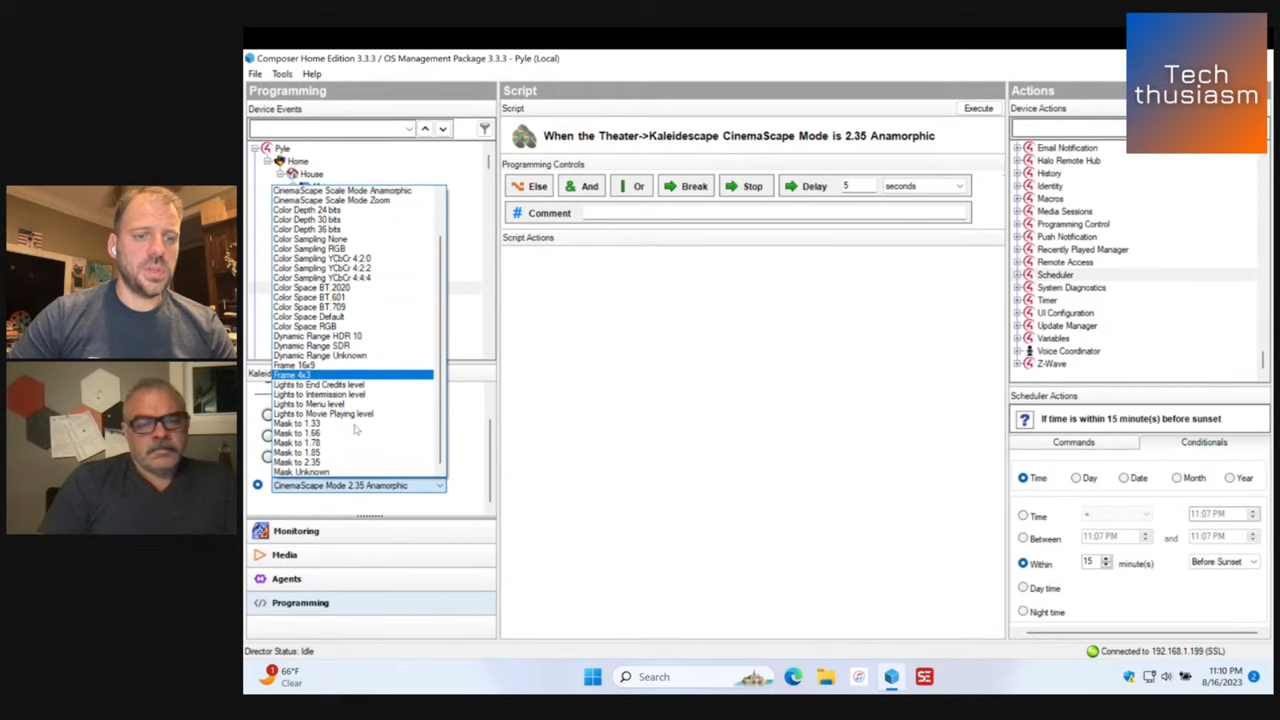 Tech
thusiasm
Composer Home Edition 3.3.3 / OS Management Package 3.3.3 - Pyle (Local)
File Tools Help
Programming
Device Events
Pyle
Home
House
CinemaScape Scale Mode Anamorphic
CinemaScape Scale Mode Zoom
Color Depth 24 bits
Color Depth 30 bits
Color Depth 36 bits
Color Sampling None
Color Sampling RGB
Color Sampling YCbCr 4:2:0
Color Sampling YCbCr 4:2:2
Color Sampling YCbCr 4:4:4
Color Space BT.2020
Color Space BT.601
Color Space BT.709
Color Space Default
Color Space RGB
Dynamic Range HDR 10
Dynamic Range SDR
Dynamic Range Unknown
Frame 16x9
Frame 4x3
Lights to End Credits level
Lights to Intermission level
Lights to Menu level
Lights to Movie Playing level
Mask to 1.33
Mask to 1.66
Mask to 1.78
Mask to 1.85
Mask to 2.35
Mask Unknown
CinemaScape Mode 2.35 Anamorphic
Monitoring
Media
Agents
Programming
Script
Script
Execute
When the Theater->Kaleidescape CinemaScape Mode is 2.35 Anamorphic
Programming Controls
Else And Or Break Stop Delay 5 seconds
# Comment
Script Actions
Actions
Device Actions
Email Notification
Halo Remote Hub
History
Identity
Macros
Media Sessions
Programming Control
Push Notification
Recently Played Manager
Remote Access
Scheduler
System Diagnostics
Timer
UI Configuration
Update Manager
Variables
Voice Coordinator
Z-Wave
Scheduler Actions
If time is within 15 minute(s) before sunset
Commands Conditionals
Time Day Date Month Year
Time = 11:07 PM
Between 11:07 PM and 11:07 PM
Within 15 minute(s) Before Sunset
Day time
Night time
Director Status: Idle
Connected to 192.168.1.199 (SSL)
1
66°F
Clear
Search
SE
11:10 PM
8/16/2023
2